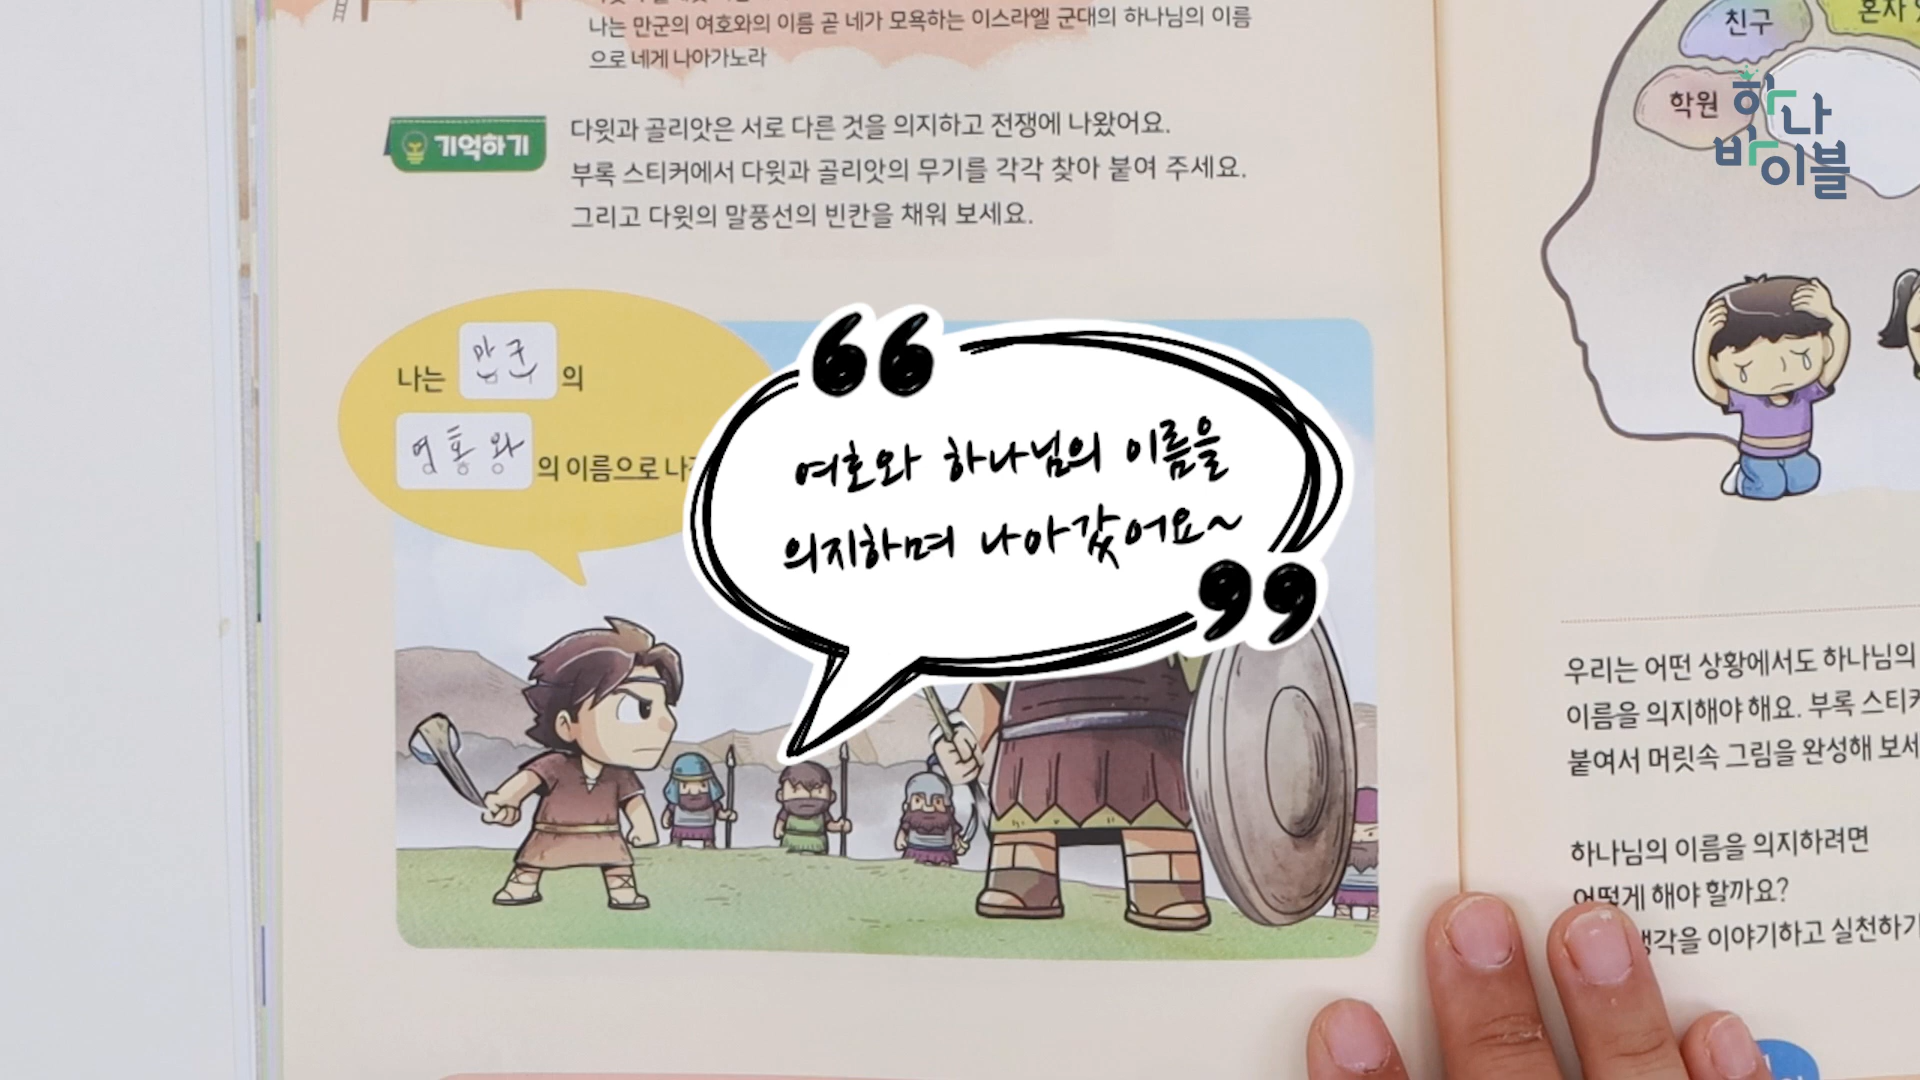 나는 만군의 여호와의 이름 곧 네가 모욕하는 이스라엘 군대의 하나님의 이름
으로 네게 나아가노라
기억하기
다윗과 골리앗은 서로 다른 것을 의지하고 전쟁에 나왔어요.
부록 스티커에서 다윗과 골리앗의 무기를 각각 찾아 붙여 주세요.
그리고 다윗의 말풍선의 빈칸을 채워 보세요.
나는 만군 의
여호와 의 이름으로
여호와 하나님의 이름을
의지하며 나아갔어요~
친구
혼자
학원
하나
바이블
우리는 어떤 상황에서도 하나님의
이름을 의지해야 해요. 부록
붙여서 머릿속 그림을 완성해
하나님의 이름을 의지하려면
어떻게 해야 할까요?
이야기하고